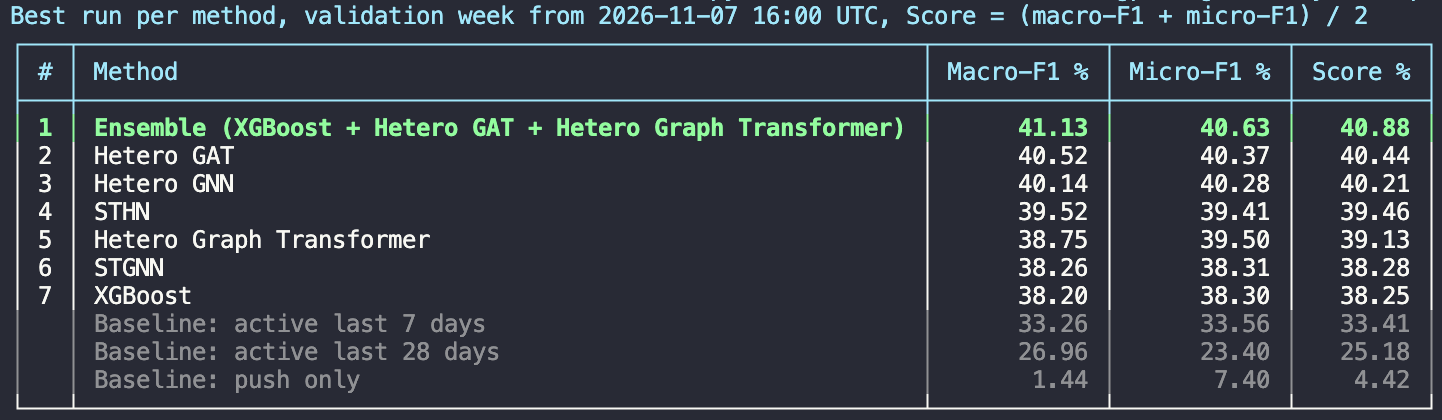 Best run per method, validation week from 2026-11-07 16:00 UTC, Score = (macro-F1 + micro-F1) / 2
# Method Macro-F1 % Micro-F1 % Score %
1 Ensemble (XGBoost + Hetero GAT + Hetero Graph Transformer) 41.13 40.63 40.88
2 Hetero GAT 40.52 40.37 40.44
3 Hetero GNN 40.14 40.28 40.21
4 STHN 39.52 39.41 39.46
5 Hetero Graph Transformer 38.75 39.50 39.13
6 STGNN 38.26 38.31 38.28
7 XGBoost 38.20 38.30 38.25
Baseline: active last 7 days 33.26 33.56 33.41
Baseline: active last 28 days 26.96 23.40 25.18
Baseline: push only 1.44 7.40 4.42